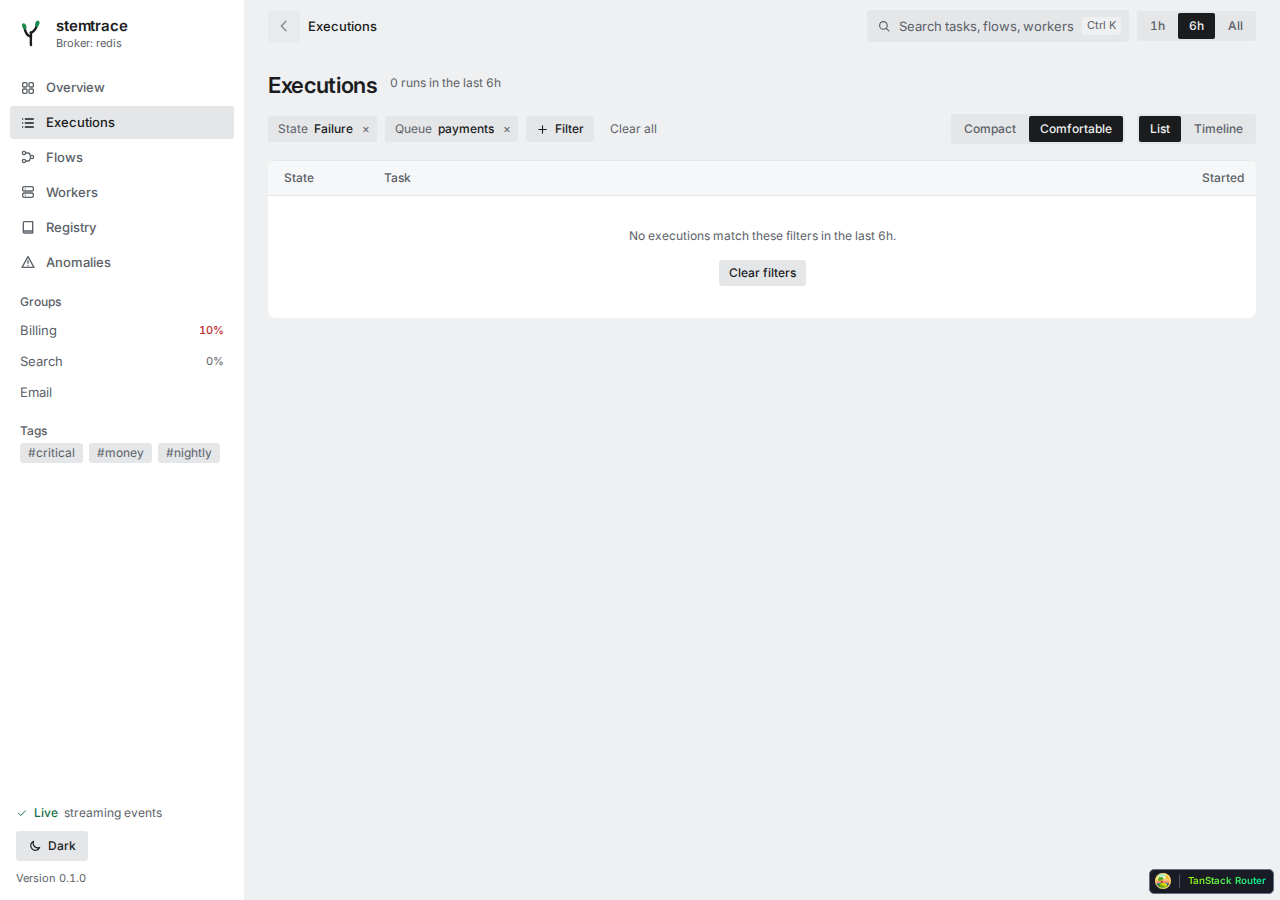 stemtrace
Broker: redis
Overview
Executions
Flows
Workers
Registry
Anomalies
Groups
Billing 10%
Search 0%
Email
Tags
#critical #money #nightly
Live streaming events
Dark
Version 0.1.0
Executions
Search tasks, flows, workers Ctrl K
1h 6h All
Executions 0 runs in the last 6h
State Failure × Queue payments × + Filter Clear all
Compact Comfortable List Timeline
State Task Started
No executions match these filters in the last 6h.
Clear filters
TanStack Router